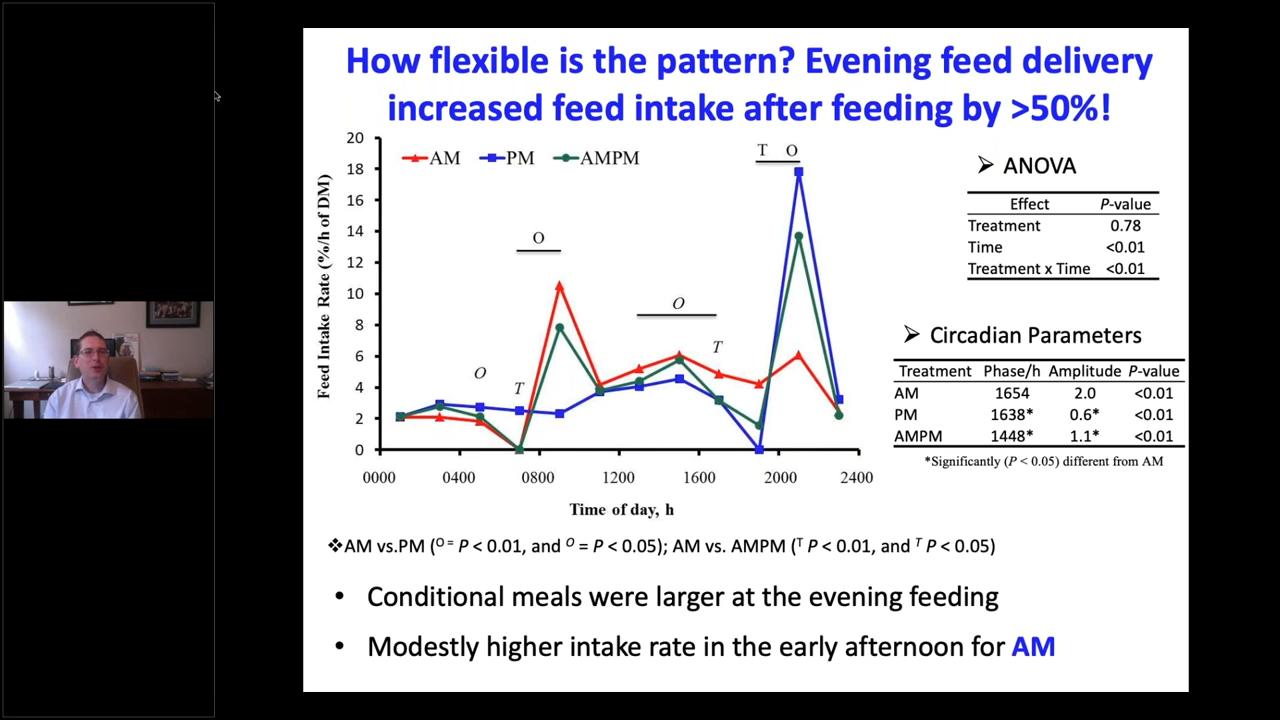 How flexible is the pattern? Evening feed delivery
increased feed intake after feeding by >50%!
20
18
16
14
12
10
8
6
4
2
0
Feed Intake Rate (%/h of DM)
AM PM AMPM
O
T
O
O
T
T O
0000 0400 0800 1200 1600 2000 2400
Time of day, h
➢ ANOVA
Effect P-value
Treatment 0.78
Time <0.01
Treatment x Time <0.01
➢ Circadian Parameters
Treatment Phase/h Amplitude P-value
AM 1654 2.0 <0.01
PM 1638* 0.6* <0.01
AMPM 1448* 1.1* <0.01
*Significantly (P < 0.05) different from AM
❖AM vs.PM (O = P < 0.01, and O = P < 0.05); AM vs. AMPM (T P < 0.01, and T P < 0.05)
• Conditional meals were larger at the evening feeding
• Modestly higher intake rate in the early afternoon for AM